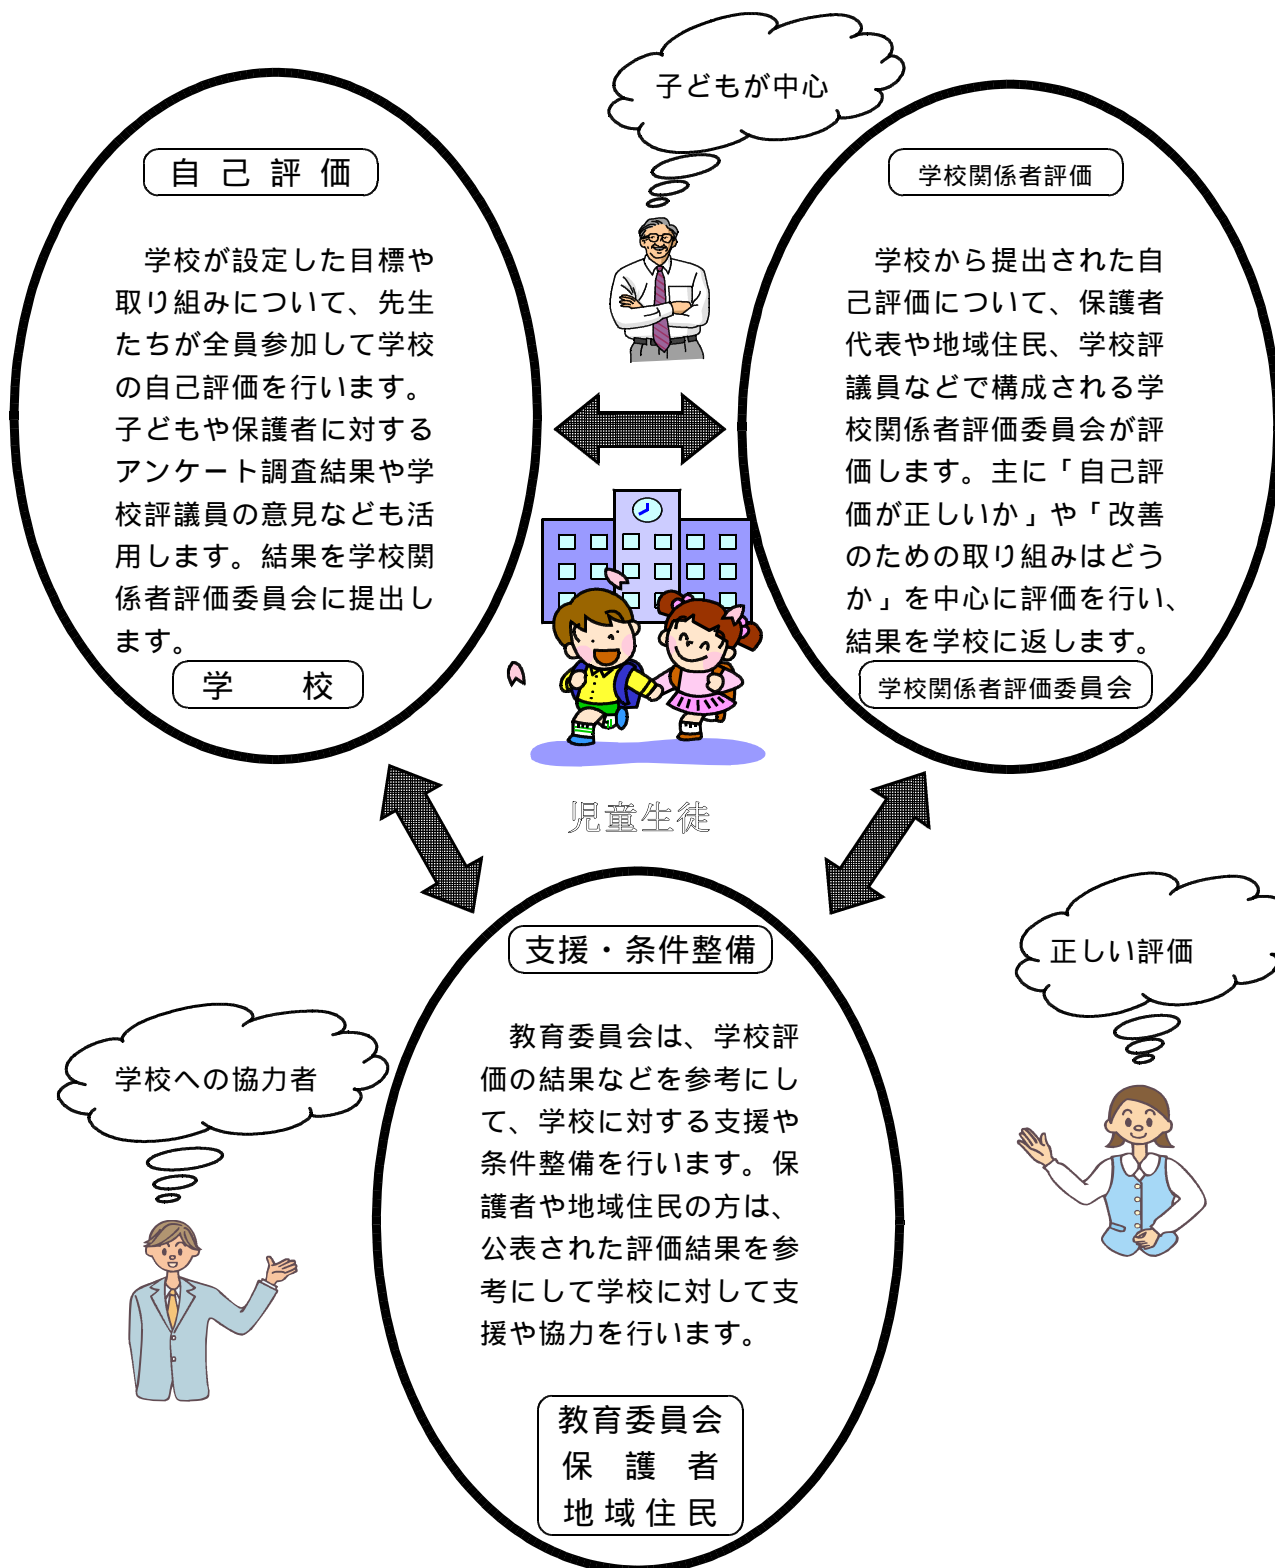 子どもが中心
自己評価
学校が設定した目標や
取り組みについて、先生
たちが全員参加して学校
の自己評価を行います。
子どもや保護者に対する
アンケート調査結果や学
校評議員の意見なども活
用します。結果を学校関
係者評価委員会に提出し
ます。
学 校
学校関係者評価
学校から提出された自
己評価について、保護者
代表や地域住民、学校評
議員などで構成される学
校関係者評価委員会が評
価します。主に「自己評
価が正しいか」や「改善
のための取り組みはどう
か」を中心に評価を行い、
結果を学校に返します。
学校関係者評価委員会
児童生徒
支援・条件整備
教育委員会は、学校評
価の結果などを参考にし
て、学校に対する支援や
条件整備を行います。保
護者や地域住民の方は、
公表された評価結果を参
考にして学校に対して支
援や協力を行います。
教育委員会
保護者
地域住民
学校への協力者
正しい評価